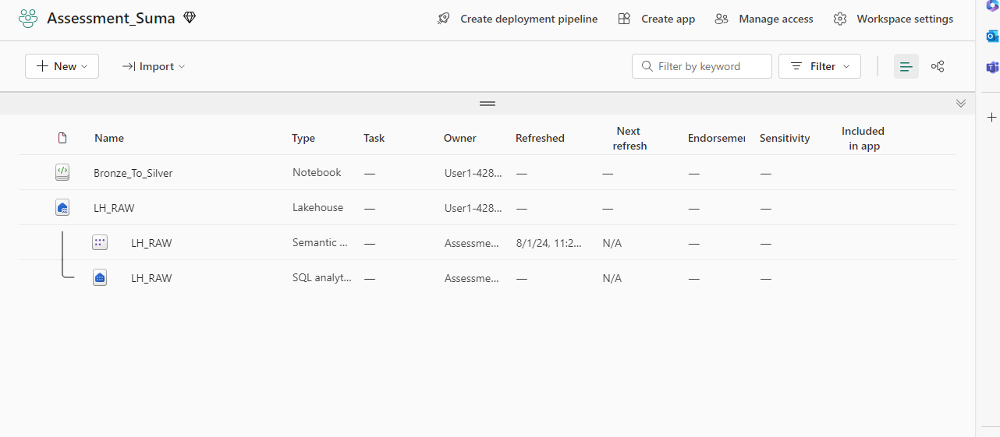 Assessment_Suma Create deployment pipeline Create app Manage access Workspace settings
New Import Filter by keyword Filter
Name Type Task Owner Refreshed Next refresh Endorsemen Sensitivity Included in app
Bronze_To_Silver Notebook — User1-428... — — — —
LH_RAW Lakehouse — User1-428... — — — —
LH_RAW Semantic ... — Assessme... 8/1/24, 11:2... N/A — —
LH_RAW SQL analyt... — Assessme... — N/A — —